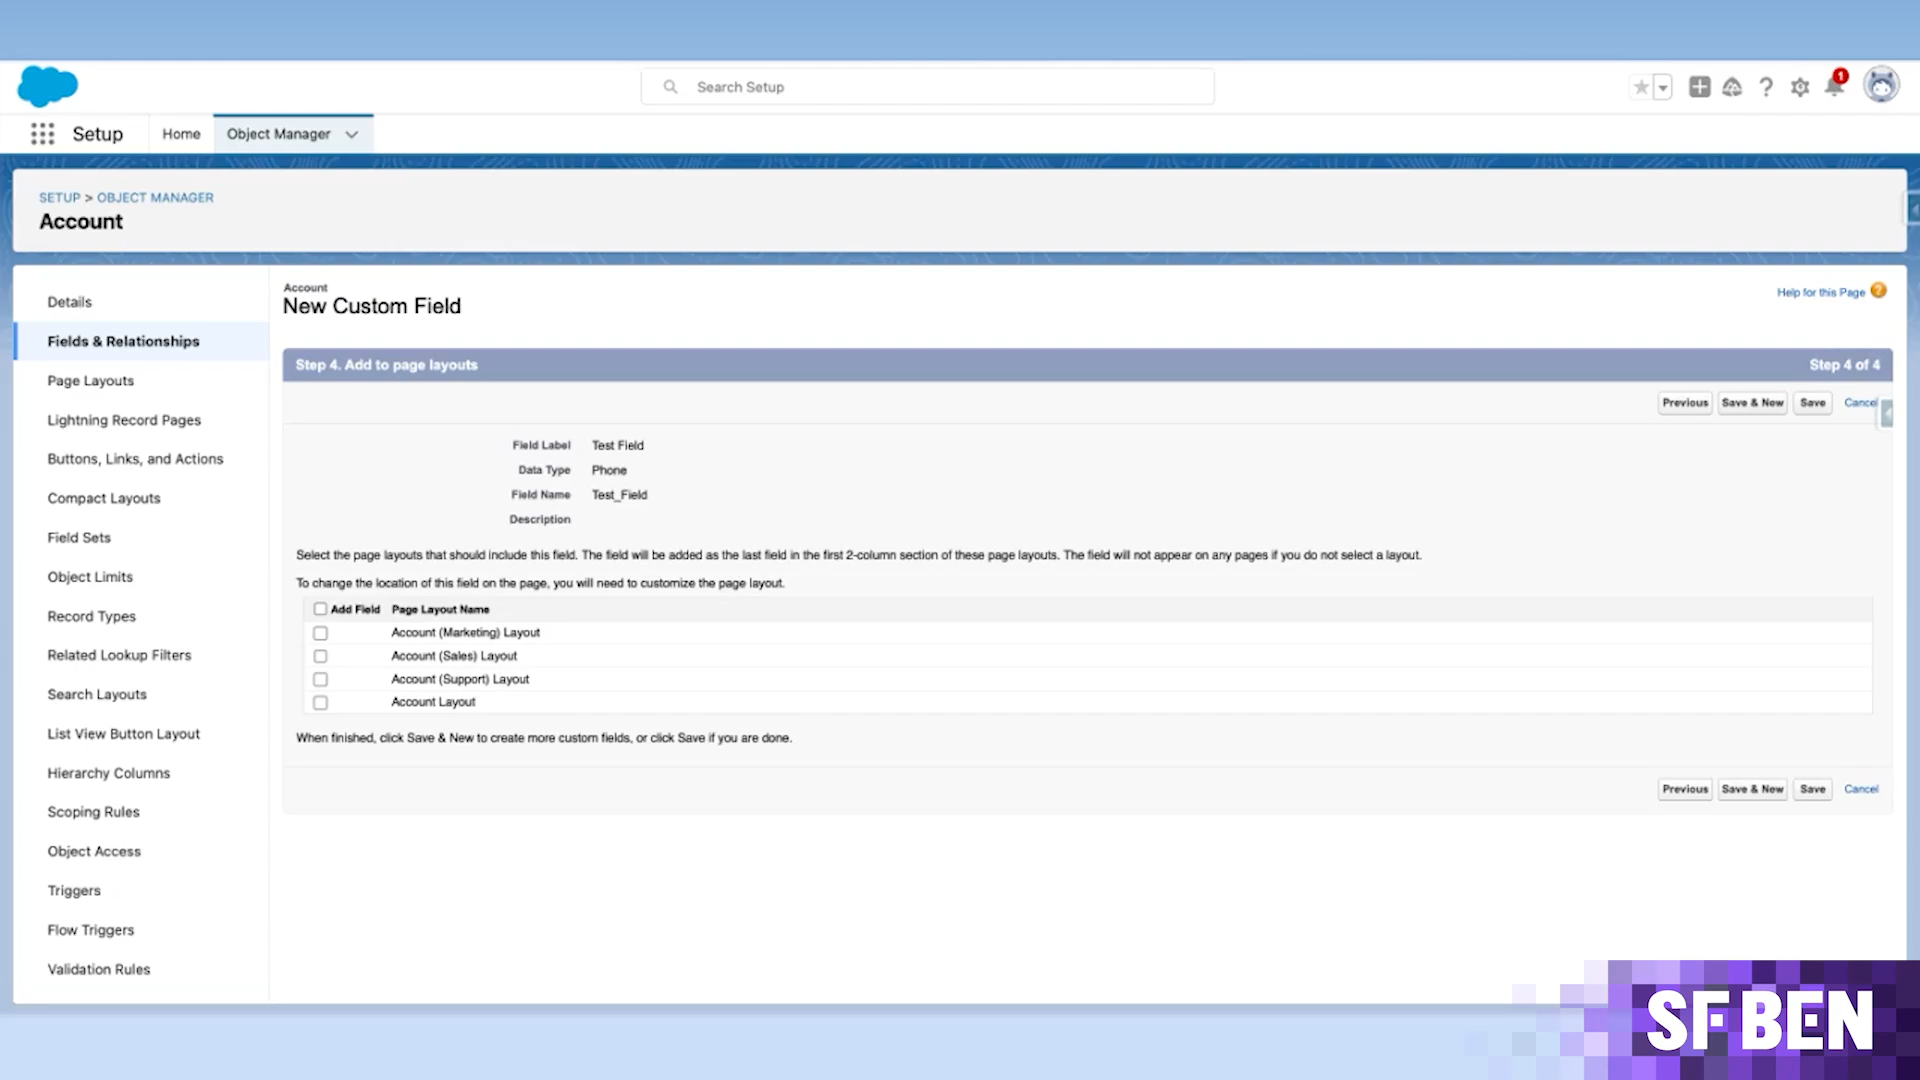 Search Setup
1
Setup
Home
Object Manager
SETUP > OBJECT MANAGER
Account
Details
Fields & Relationships
Page Layouts
Lightning Record Pages
Buttons, Links, and Actions
Compact Layouts
Field Sets
Object Limits
Record Types
Related Lookup Filters
Search Layouts
List View Button Layout
Hierarchy Columns
Scoping Rules
Object Access
Triggers
Flow Triggers
Validation Rules
Account
New Custom Field
Help for this Page ?
Step 4. Add to page layouts
Step 4 of 4
Previous Save & New Save Cancel
Field Label Test Field
Data Type Phone
Field Name Test_Field
Description
Select the page layouts that should include this field. The field will be added as the last field in the first 2-column section of these page layouts. The field will not appear on any pages if you do not select a layout.
To change the location of this field on the page, you will need to customize the page layout.
Add Field Page Layout Name
Account (Marketing) Layout
Account (Sales) Layout
Account (Support) Layout
Account Layout
When finished, click Save & New to create more custom fields, or click Save if you are done.
Previous Save & New Save Cancel
SF BEN